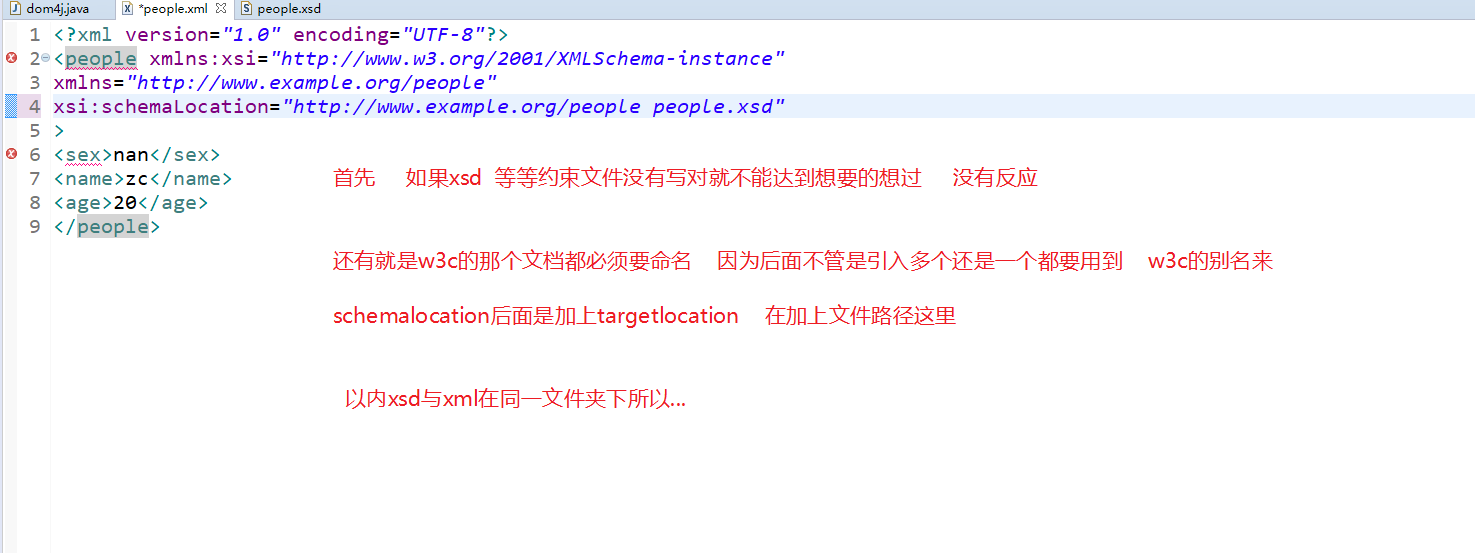 dom4j.java *people.xml people.xsd
1 <?xml version="1.0" encoding="UTF-8"?>
2 <people xmlns:xsi="http://www.w3.org/2001/XMLSchema-instance"
3 xmlns="http://www.example.org/people"
4 xsi:schemaLocation="http://www.example.org/people people.xsd"
5 >
6 <sex>nan</sex>
7 <name>zc</name>
8 <age>20</age>
9 </people>
首先 如果xsd 等等约束文件没有写对就不能达到想要的想过 没有反应
还有就是w3c的那个文档都必须要命名 因为后面不管是引入多个还是一个都要用到 w3c的别名来
schemalocation后面是加上targetlocation 在加上文件路径这里
以内xsd与xml在同一文件夹下所以...